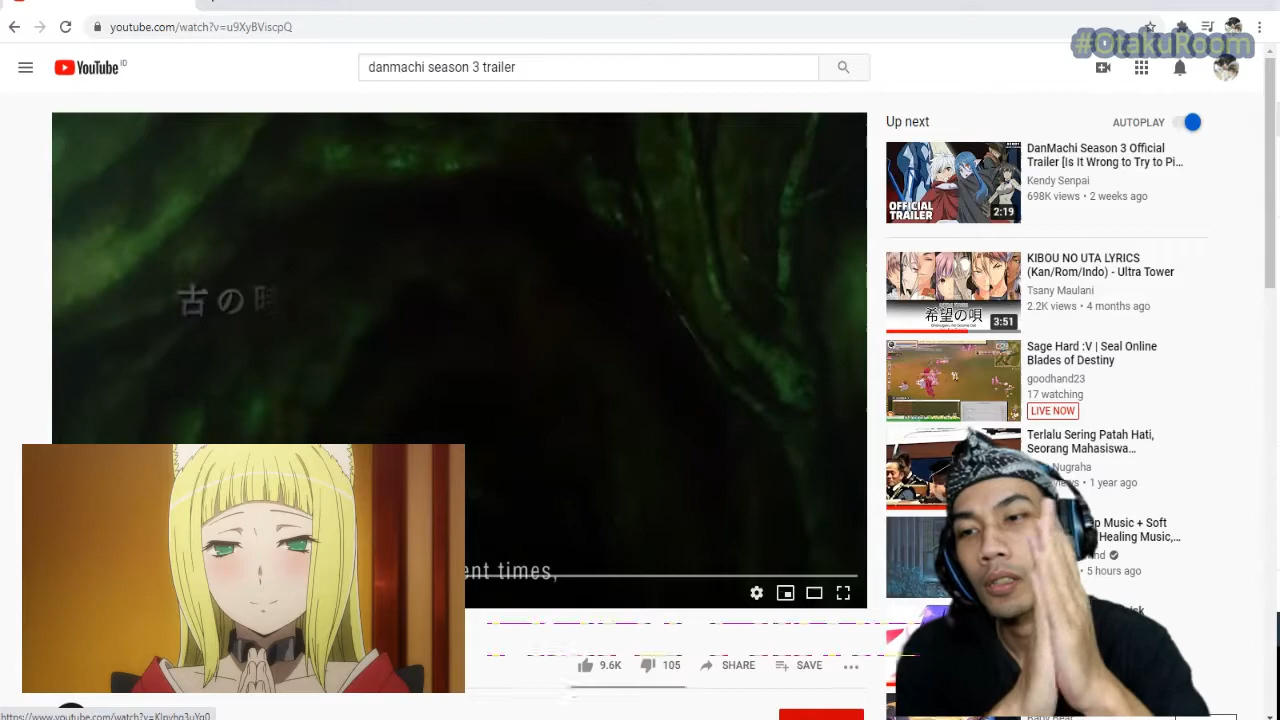 youtube.com/watch?v=u9XyBViscpQ
#OtakuRoom
YouTube ID
danmachi season 3 trailer
Up next
AUTOPLAY
古の時
ent times,
9.6K
105
SHARE
SAVE
OFFICIAL
TRAILER
2:19
DanMachi Season 3 Official
Trailer [Is It Wrong to Try to Pi...
Kendy Senpai
698K views • 2 weeks ago
希望の唄
3:51
KIBOU NO UTA LYRICS
(Kan/Rom/Indo) - Ultra Tower
Tsany Maulani
2.2K views • 4 months ago
Sage Hard :V | Seal Online
Blades of Destiny
goodhand23
17 watching
LIVE NOW
Terlalu Sering Patah Hati,
Seorang Mahasiswa...
Nugraha
1 year ago
Music + Soft
Healing Music,...
5 hours ago